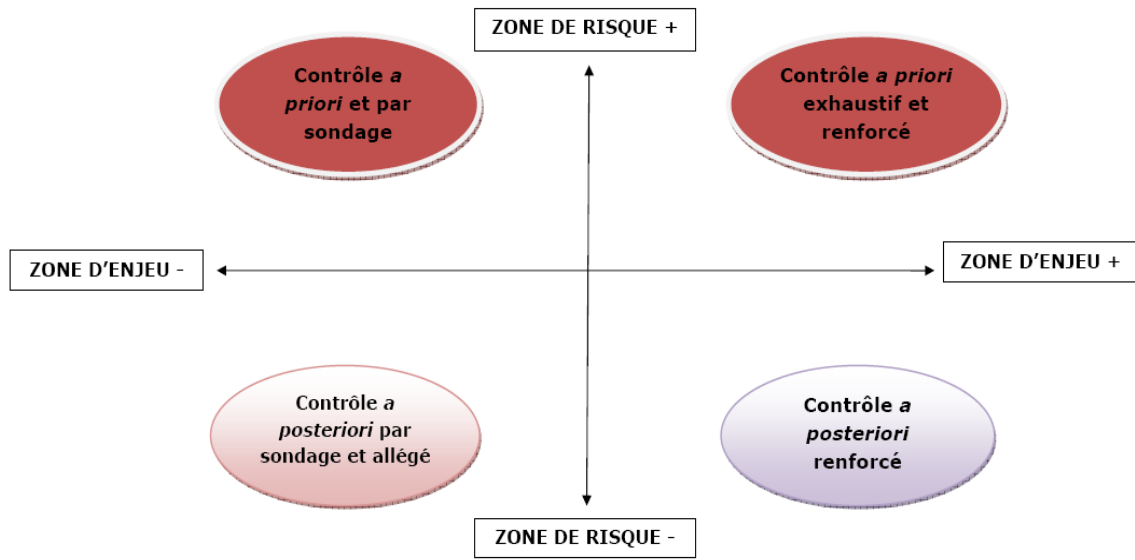 ZONE DE RISQUE +
Contrôle a
priori et par
sondage
Contrôle a priori
exhaustif et
renforcé
ZONE D'ENJEU -
ZONE D'ENJEU +
Contrôle a
posteriori par
sondage et allégé
Contrôle a
posteriori
renforcé
ZONE DE RISQUE -